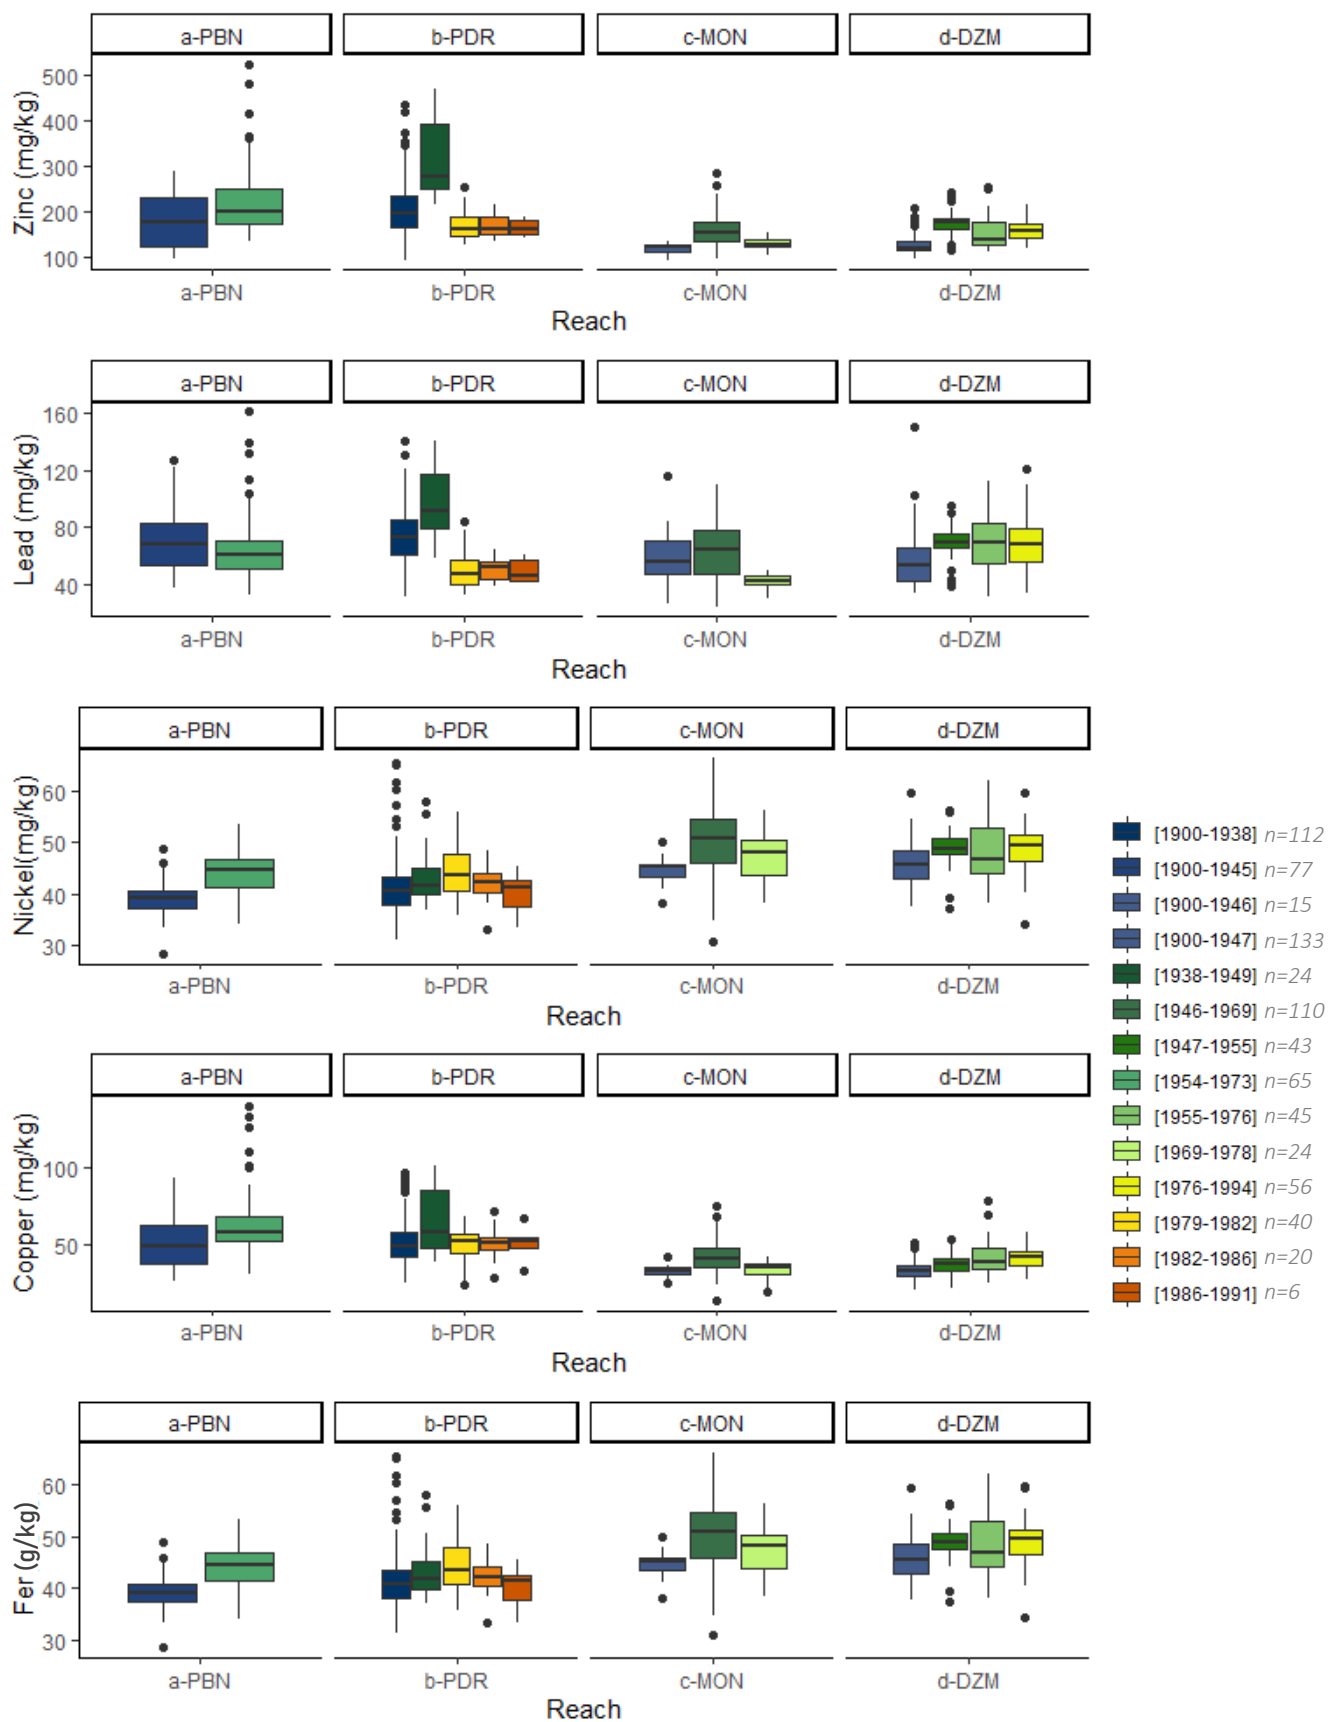 a-PBN b-PDR c-MON d-DZM
Zinc (mg/kg)
500
400
300
200
100
a-PBN b-PDR c-MON d-DZM
Reach
a-PBN b-PDR c-MON d-DZM
Lead (mg/kg)
160
120
80
40
a-PBN b-PDR c-MON d-DZM
Reach
a-PBN b-PDR c-MON d-DZM
Nickel(mg/kg)
60
50
40
30
a-PBN b-PDR c-MON d-DZM
Reach
a-PBN b-PDR c-MON d-DZM
Copper (mg/kg)
100
50
a-PBN b-PDR c-MON d-DZM
Reach
a-PBN b-PDR c-MON d-DZM
Fer (g/kg)
60
50
40
30
a-PBN b-PDR c-MON d-DZM
Reach
[1900-1938] n=112
[1900-1945] n=77
[1900-1946] n=15
[1900-1947] n=133
[1938-1949] n=24
[1946-1969] n=110
[1947-1955] n=43
[1954-1973] n=65
[1955-1976] n=45
[1969-1978] n=24
[1976-1994] n=56
[1979-1982] n=40
[1982-1986] n=20
[1986-1991] n=6